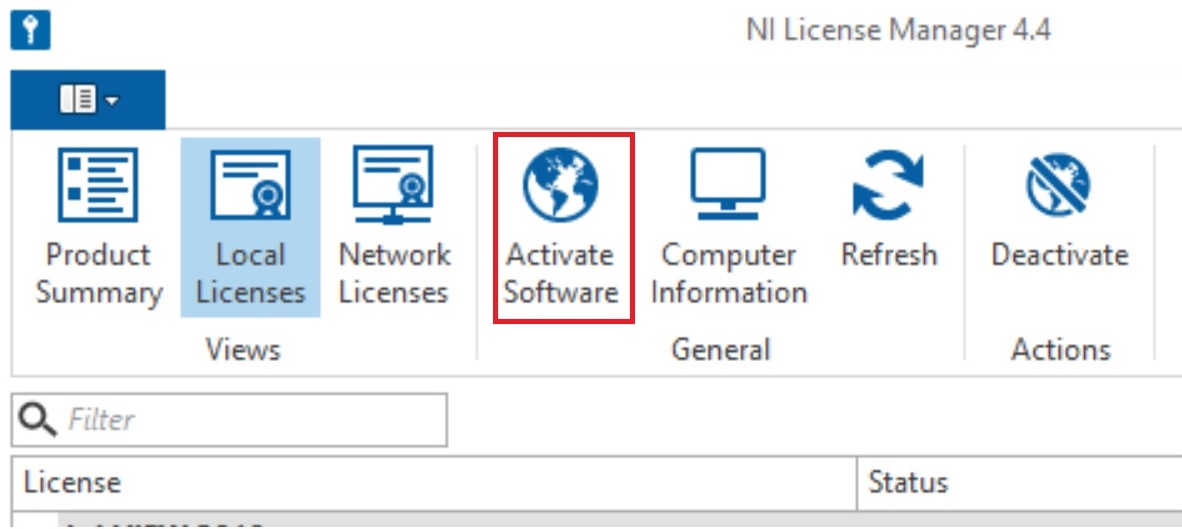 NI License Manager 4.4
Product Summary
Local Licenses
Network Licenses
Activate Software
Computer Information
Refresh
Deactivate
Views
General
Actions
Filter
License
Status